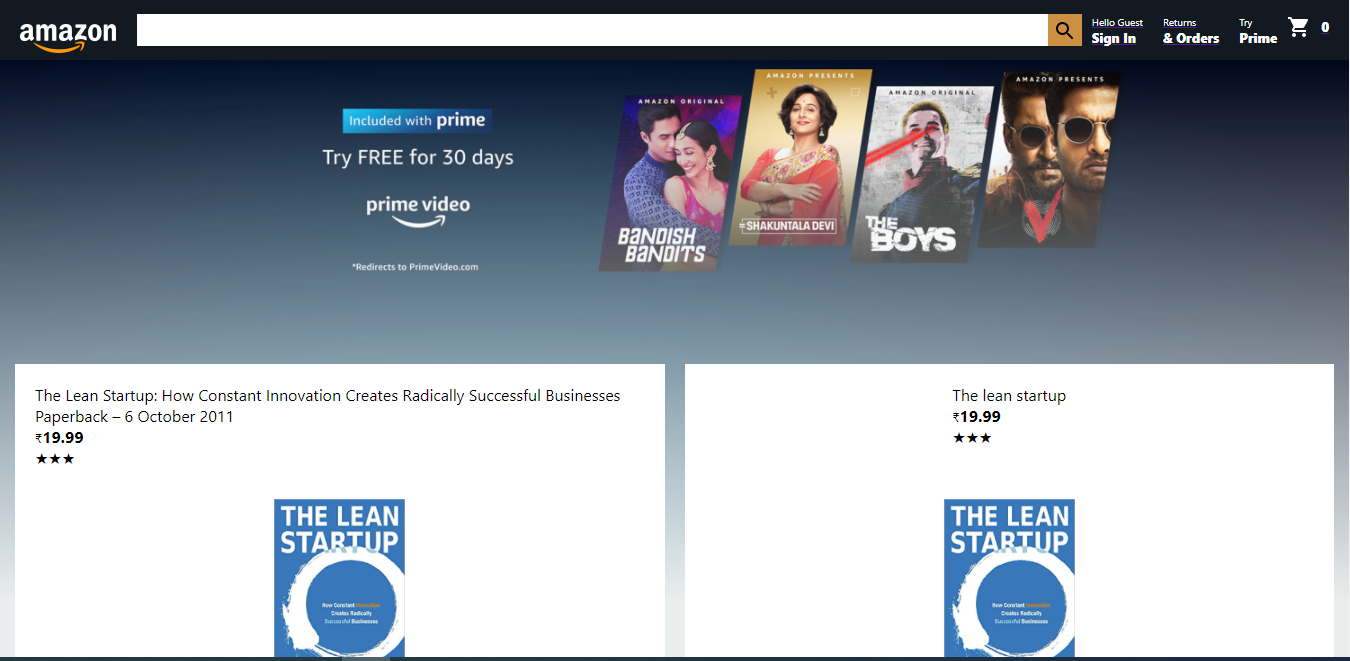 amazon
Hello Guest
Sign In
Returns
& Orders
Try
Prime
0
Included with prime
Try FREE for 30 days
prime video
*Redirects to PrimeVideo.com
AMAZON ORIGINAL
BANDISH
BANDITS
AMAZON PRESENTS
SHAKUNTALA DEVI
AMAZON ORIGINAL
THE
BOYS
AMAZON PRESENTS
V
The Lean Startup: How Constant Innovation Creates Radically Successful Businesses
Paperback – 6 October 2011
₹19.99
★★★
THE LEAN
STARTUP
How Constant Innovation
Creates Radically
Successful Businesses
The lean startup
₹19.99
★★★
THE LEAN
STARTUP
How Constant Innovation
Creates Radically
Successful Businesses